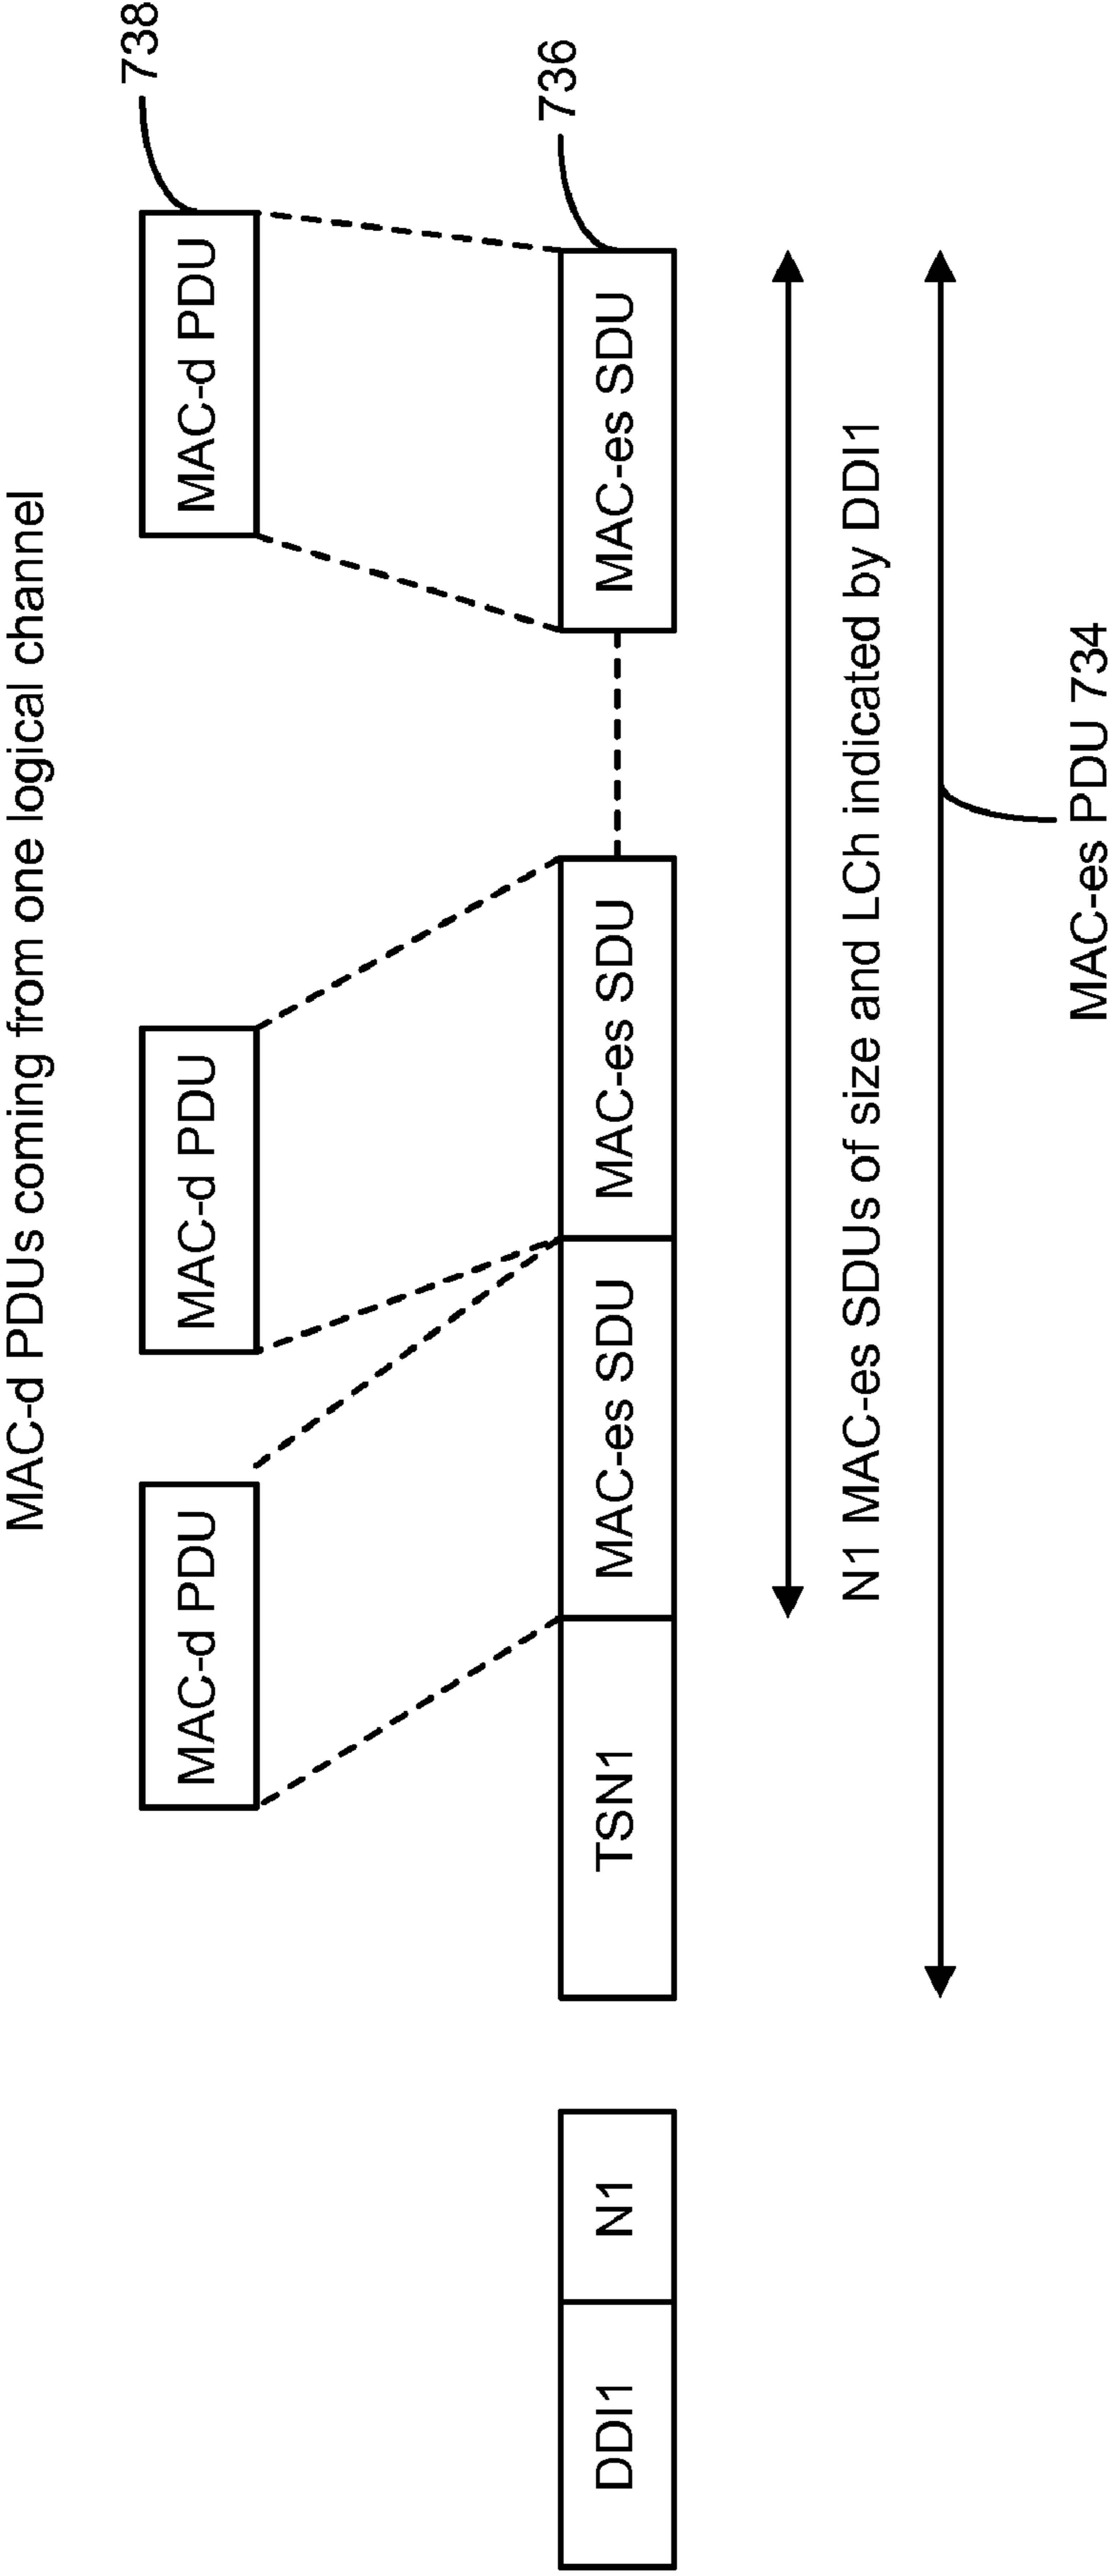 MAC-d PDUs coming from one logical channel
738
MAC-d PDU
MAC-d PDU
MAC-d PDU
736
DDI1
N1
TSN1
MAC-es SDU
MAC-es SDU
MAC-es SDU
N1 MAC-es SDUs of size and LCh indicated by DDI1
MAC-es PDU 734